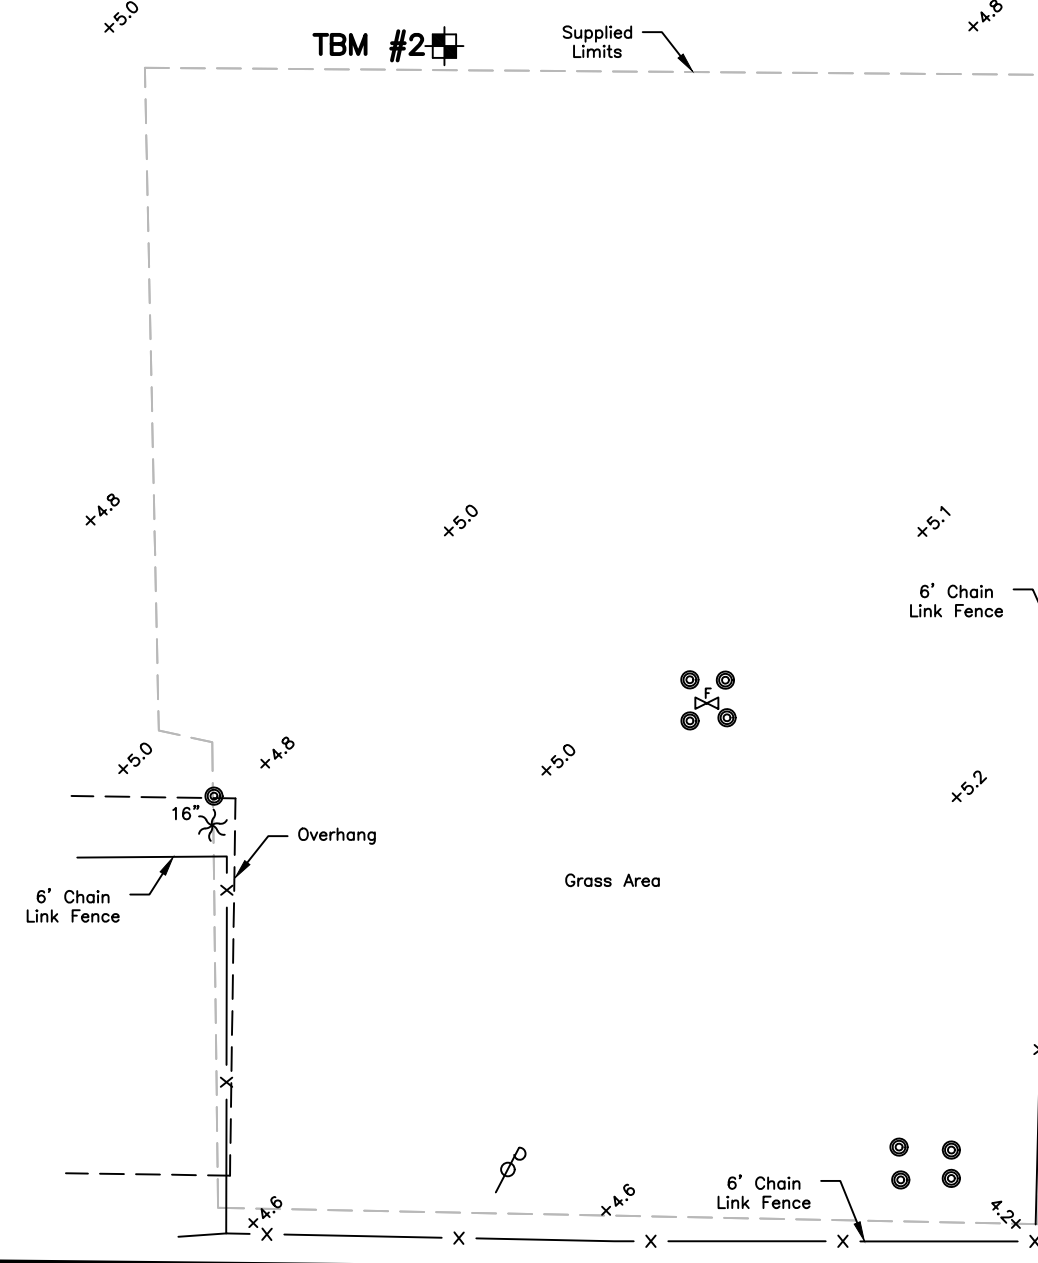 +5.0
+4.8
TBM #2
Supplied
Limits
+4.8
+5.0
+5.1
6' Chain
Link Fence
F
+5.0
+4.8
+5.0
+5.2
16"
Overhang
Grass Area
6' Chain
Link Fence
+4.6
+4.6
6' Chain
Link Fence
4.2+